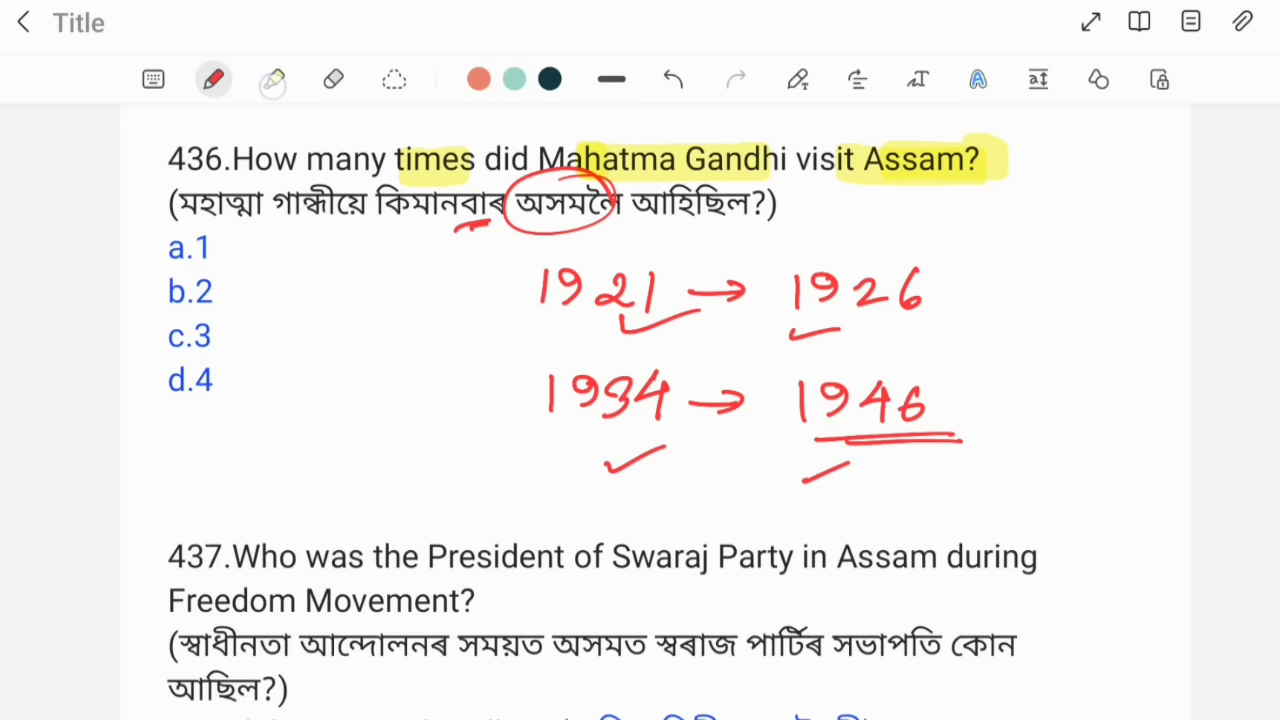 Title
436.How many times did Mahatma Gandhi visit Assam?
(মহাত্মা গান্ধীয়ে কিমানবাৰ অসমলৈ আহিছিল?)
a.1
b.2
c.3
d.4
1921 → 1926
1934 → 1946
437.Who was the President of Swaraj Party in Assam during
Freedom Movement?
(স্বাধীনতা আন্দোলনৰ সময়ত অসমত স্বৰাজ পাৰ্টিৰ সভাপতি কোন
আছিল?)